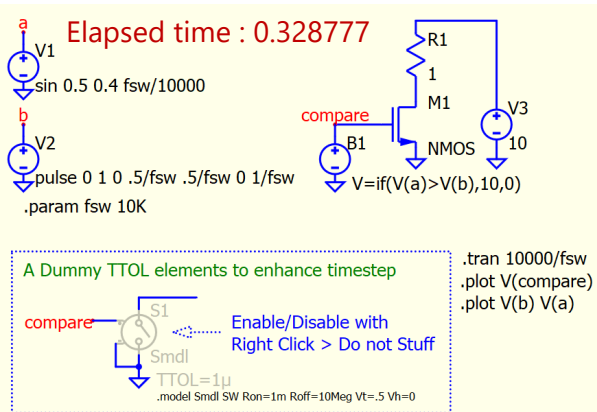 a
Elapsed time : 0.328777
V1
sin 0.5 0.4 fsw/10000
b
V2
pulse 0 1 0 .5/fsw .5/fsw 0 1/fsw
.param fsw 10K
R1
1
M1
compare
V3
B1
NMOS
10
V=if(V(a)>V(b),10,0)
A Dummy TTOL elements to enhance timestep
S1
compare
Enable/Disable with
Right Click > Do not Stuff
Smdl
TTOL=1μ
.model Smdl SW Ron=1m Roff=10Meg Vt=.5 Vh=0
.tran 10000/fsw
.plot V(compare)
.plot V(b) V(a)